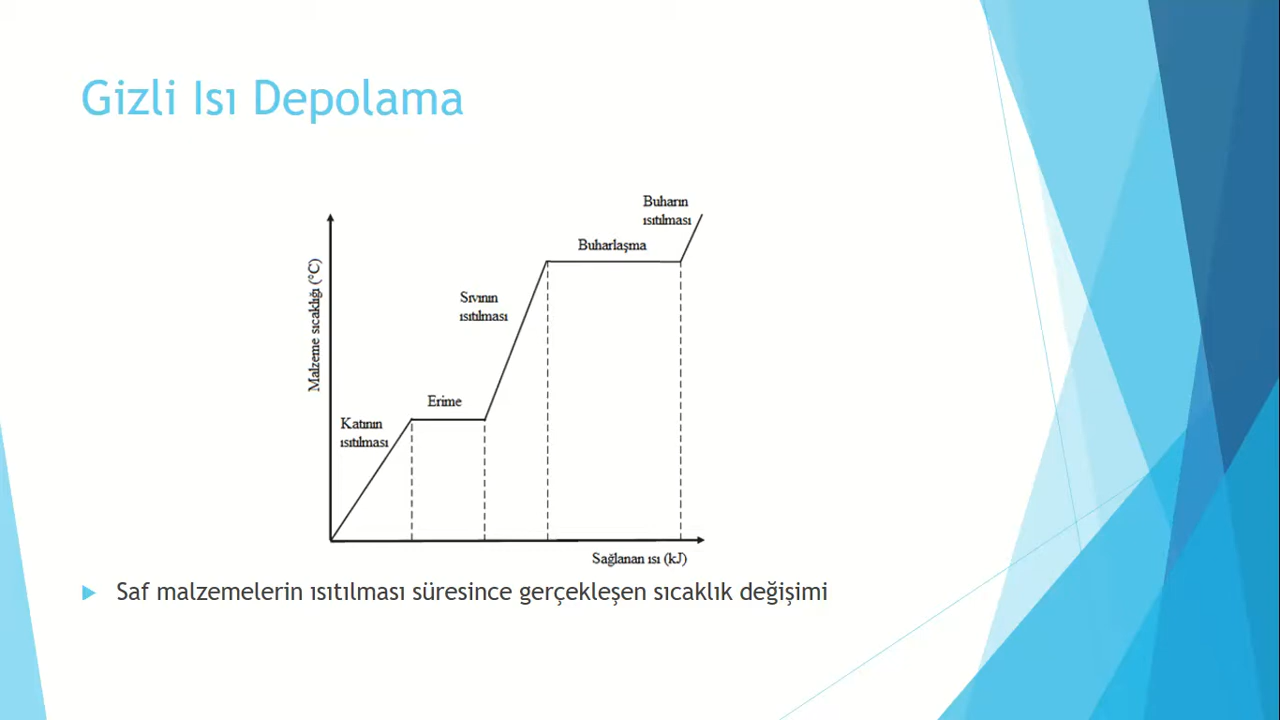 Gizli Isı Depolama
Buharın
ısıtılması
Buharlaşma
Sıvının
ısıtılması
Malzeme sıcaklığı (°C)
Erime
Katının
ısıtılması
Sağlanan ısı (kJ)
Saf malzemelerin ısıtılması süresince gerçekleşen sıcaklık değişimi